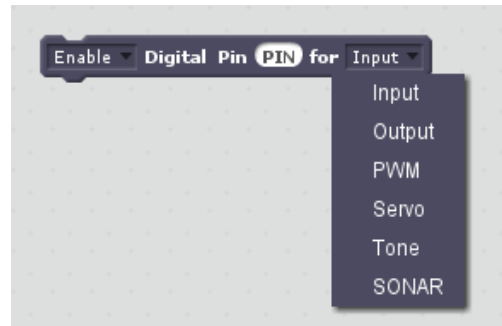 Enable Digital Pin PIN for Input
Input
Output
PWM
Servo
Tone
SONAR